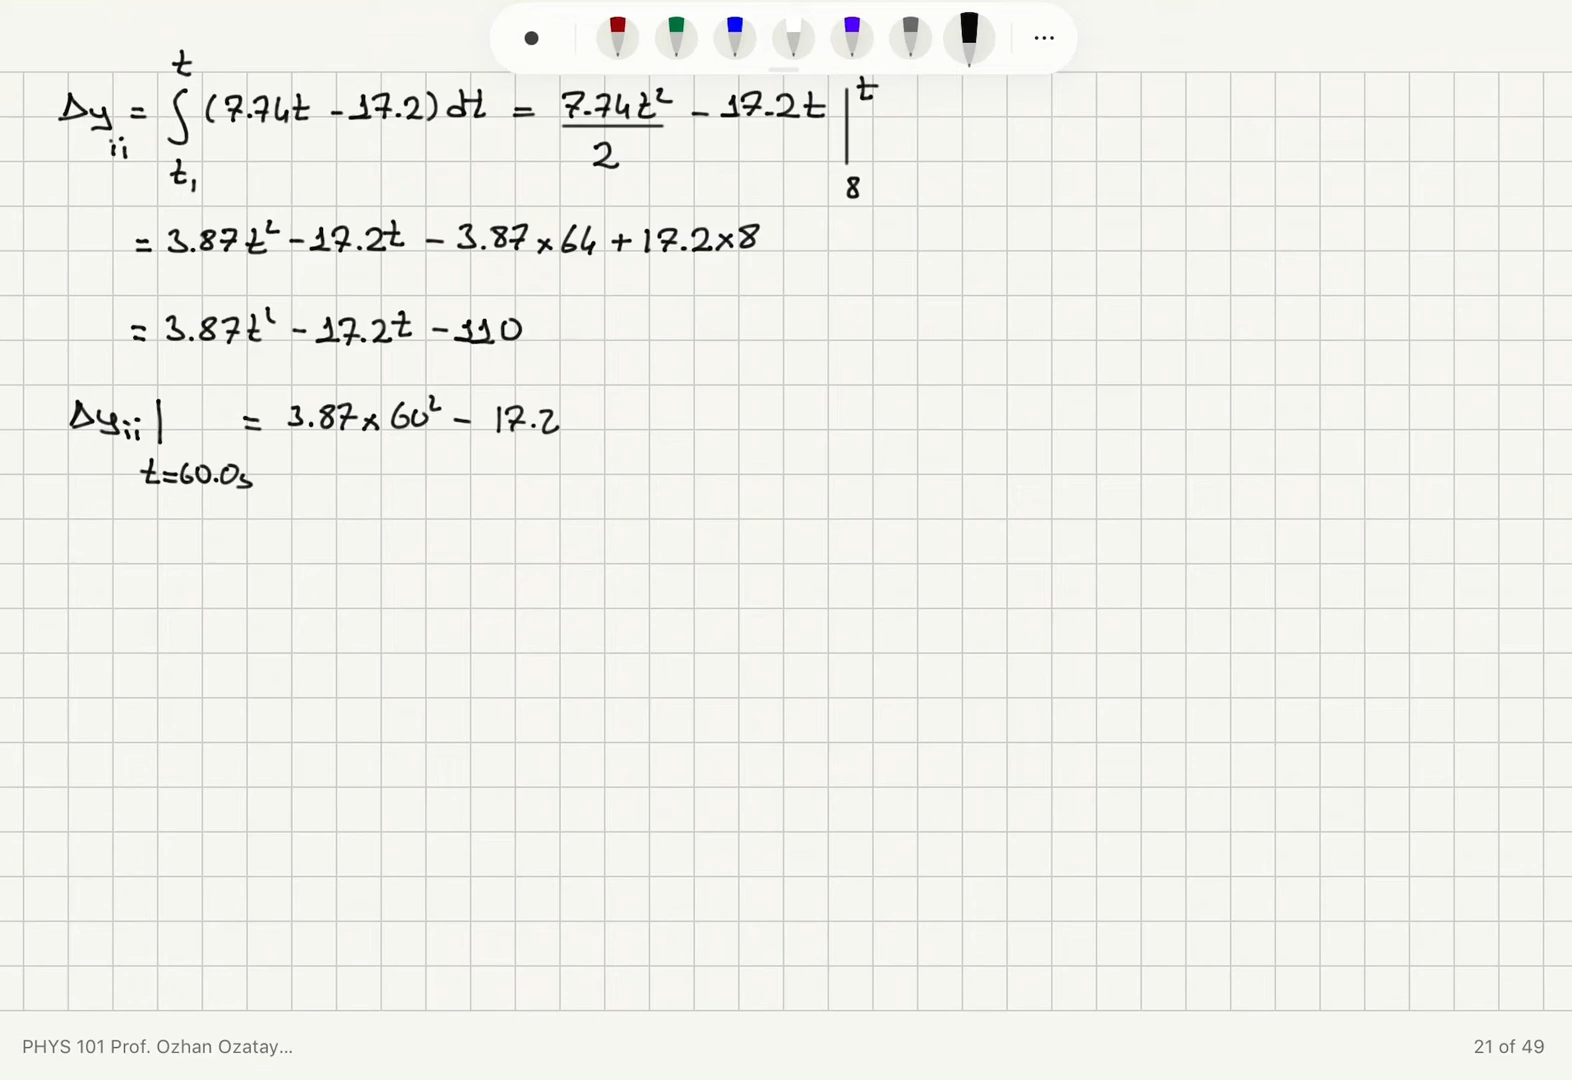 Δy_ii = ∫_{t_1}^{t} (7.74t - 17.2) dt = 7.74t²/2 - 17.2t |_8^t
= 3.87t² - 17.2t - 3.87 × 64 + 17.2 × 8
= 3.87t² - 17.2t - 110
Δy_ii |_{t=60.0s} = 3.87 × 60² - 17.2
PHYS 101 Prof. Ozhan Ozatay...
21 of 49